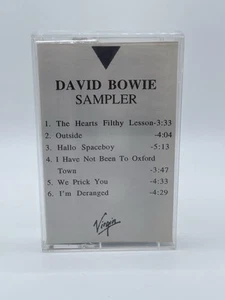 DAVID BOWIE
SAMPLER
1. The Hearts Filthy Lesson-3:33
2. Outside -4:04
3. Hallo Spaceboy -5:13
4. I Have Not Been To Oxford
Town -3:47
5. We Prick You -4:33
6. I'm Deranged -4:29
Virgin